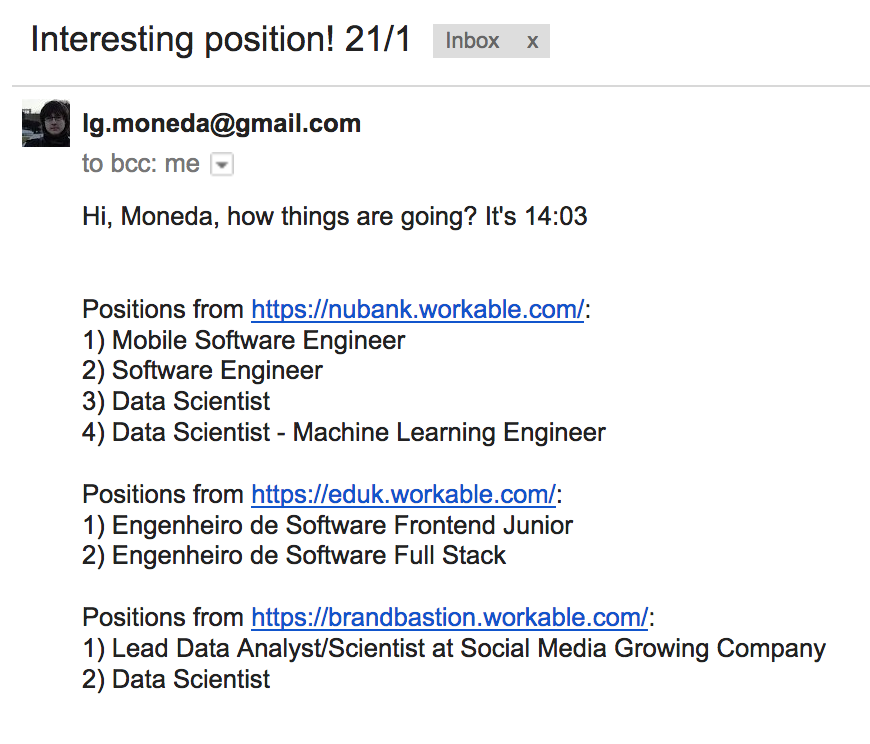 Interesting position! 21/1 Inbox x
lg.moneda@gmail.com
to bcc: me
Hi, Moneda, how things are going? It's 14:03
Positions from https://nubank.workable.com/:
1) Mobile Software Engineer
2) Software Engineer
3) Data Scientist
4) Data Scientist - Machine Learning Engineer
Positions from https://eduk.workable.com/:
1) Engenheiro de Software Frontend Junior
2) Engenheiro de Software Full Stack
Positions from https://brandbastion.workable.com/:
1) Lead Data Analyst/Scientist at Social Media Growing Company
2) Data Scientist